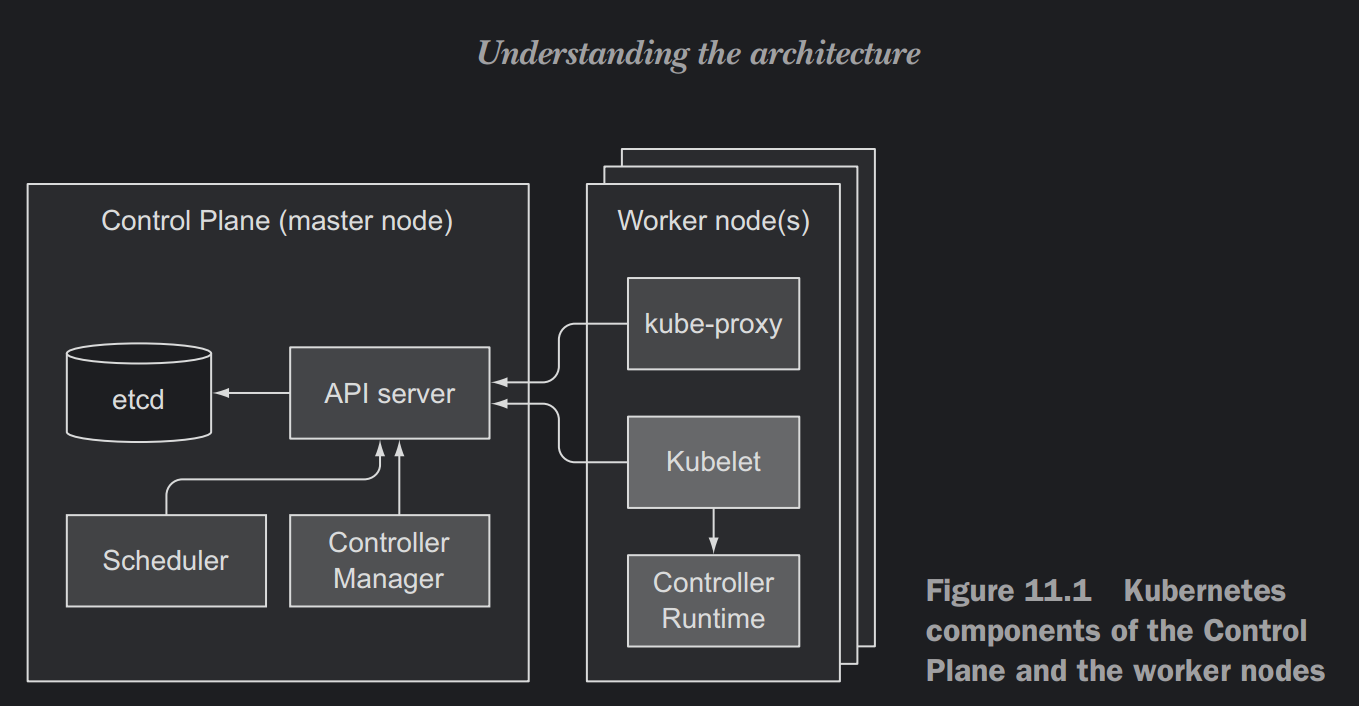 Understanding the architecture
Control Plane (master node)
etcd
API server
Scheduler
Controller
Manager
Worker node(s)
kube-proxy
Kubelet
Controller
Runtime
Figure 11.1 Kubernetes
components of the Control
Plane and the worker nodes